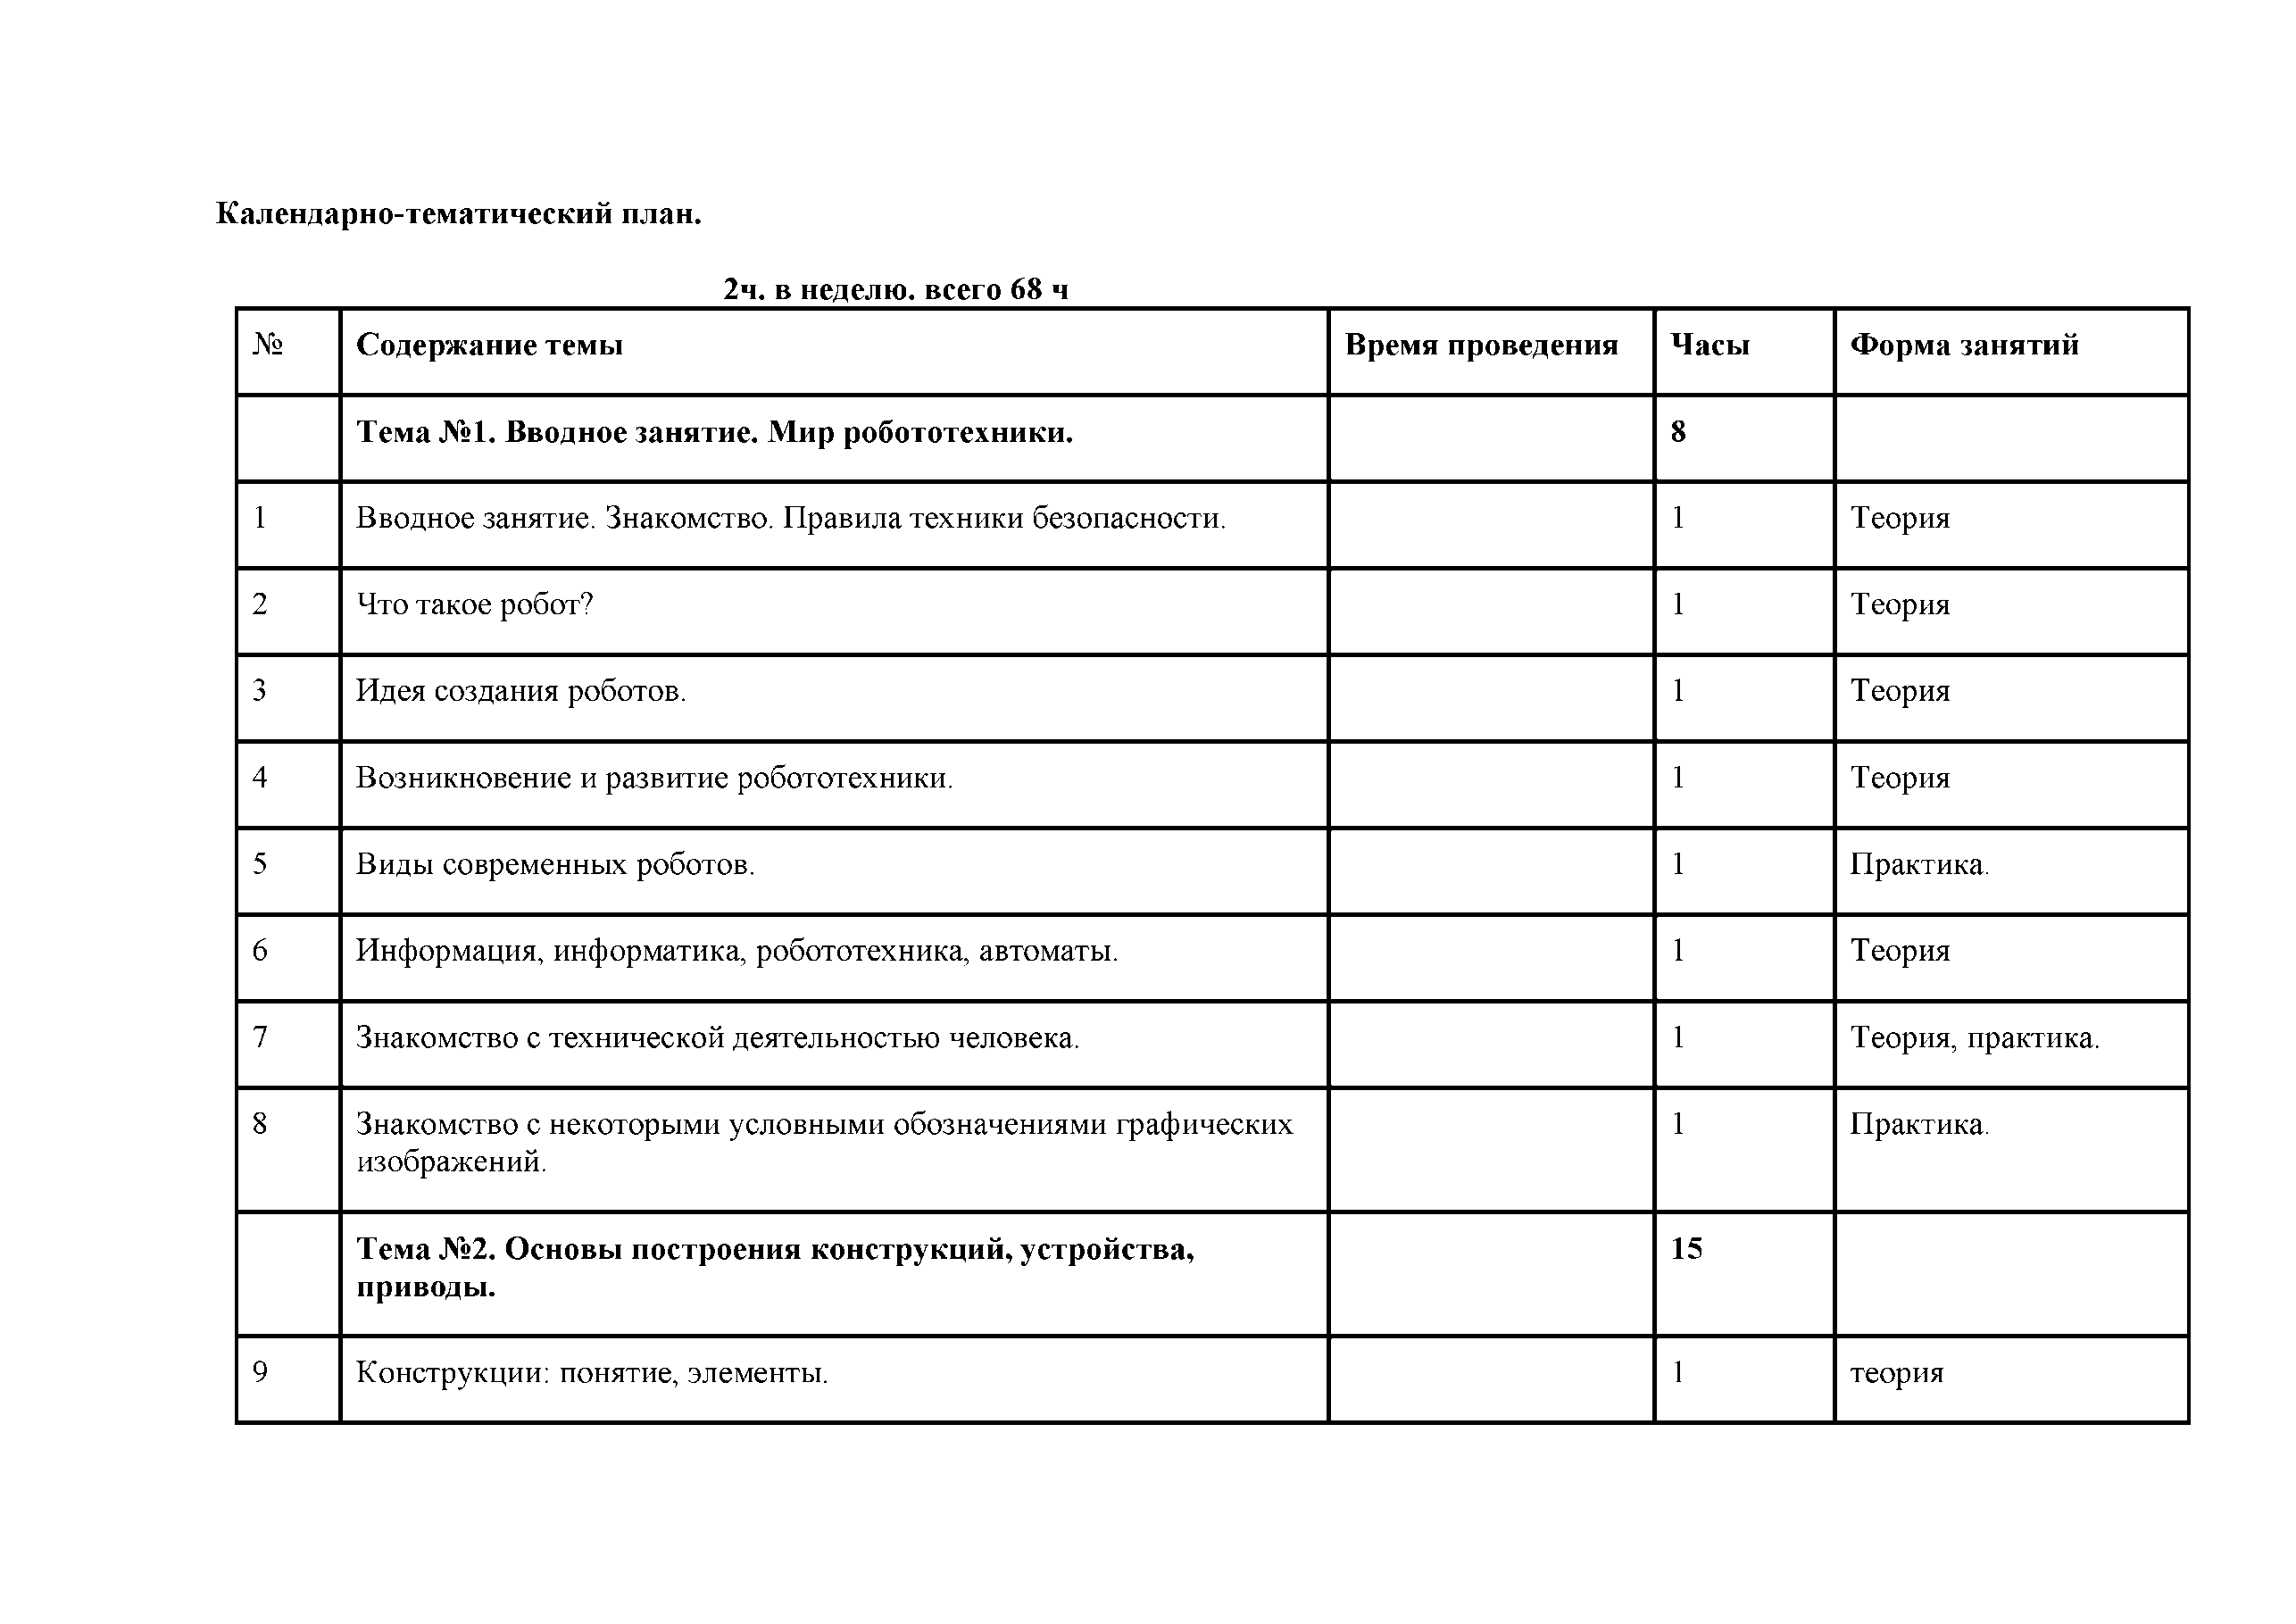 Календарно-тематический план.
2ч. в неделю. всего 68 ч
№ Содержание темы Время проведения Часы Форма занятий
Тема №1. Вводное занятие. Мир робототехники. 8
1 Вводное занятие. Знакомство. Правила техники безопасности. 1 Теория
2 Что такое робот? 1 Теория
3 Идея создания роботов. 1 Теория
4 Возникновение и развитие робототехники. 1 Теория
5 Виды современных роботов. 1 Практика.
6 Информация, информатика, робототехника, автоматы. 1 Теория
7 Знакомство с технической деятельностью человека. 1 Теория, практика.
8 Знакомство с некоторыми условными обозначениями графических 1 Практика.
изображений.
Тема №2. Основы построения конструкций, устройства, 15
приводы.
9 Конструкции: понятие, элементы. 1 теория